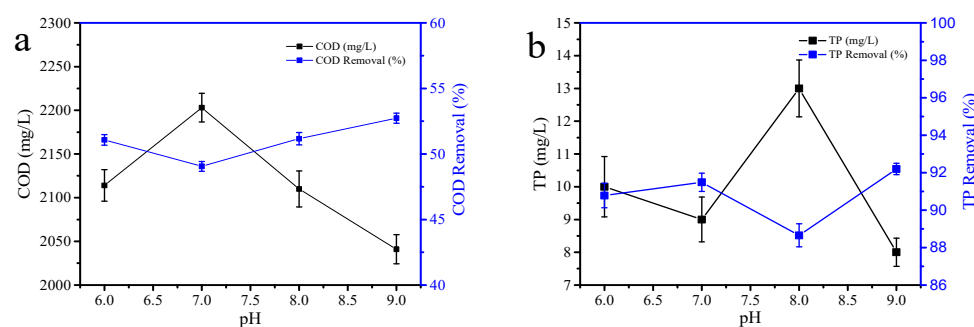 a
COD (mg/L)
COD Removal (%)
2300
2250
2200
2150
2100
2050
2000
COD (mg/L)
60
55
50
45
40
COD Removal (%)
6.0 6.5 7.0 7.5 8.0 8.5 9.0
pH
b
TP (mg/L)
TP Removal (%)
15
14
13
12
11
10
9
8
7
TP (mg/L)
100
98
96
94
92
90
88
86
TP Removal (%)
6.0 6.5 7.0 7.5 8.0 8.5 9.0
pH